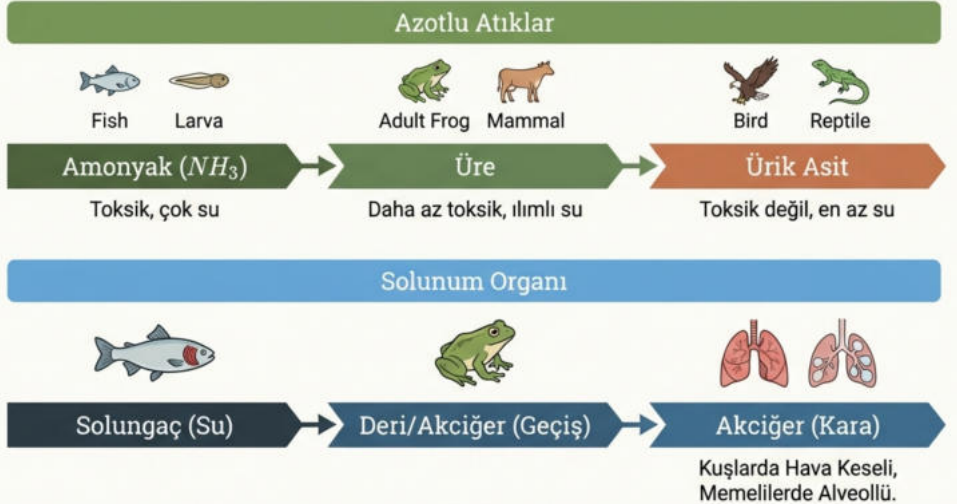 Azotlu Atıklar
Fish Larva Adult Frog Mammal Bird Reptile
Amonyak (NH₃) Üre Ürik Asit
Toksik, çok su Daha az toksik, ılımlı su Toksik değil, en az su
Solunum Organı
Solungaç (Su) Deri/Akciğer (Geçiş) Akciğer (Kara)
Kuşlarda Hava Keseli,
Memelilerde Alveollü.